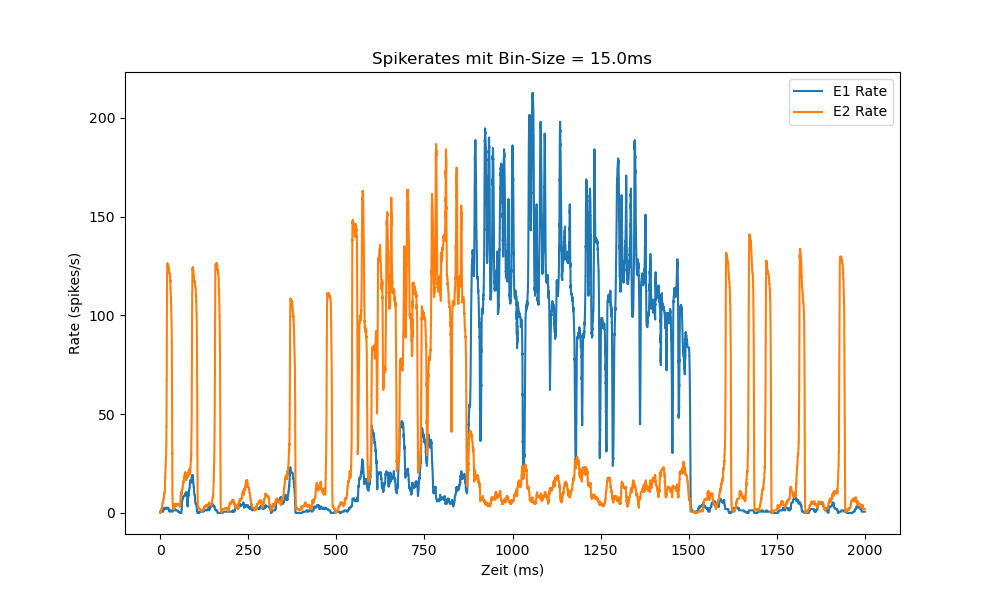 Spikerates mit Bin-Size = 15.0ms
E1 Rate
E2 Rate
200
150
100
50
0
Rate (spikes/s)
0 250 500 750 1000 1250 1500 1750 2000
Zeit (ms)